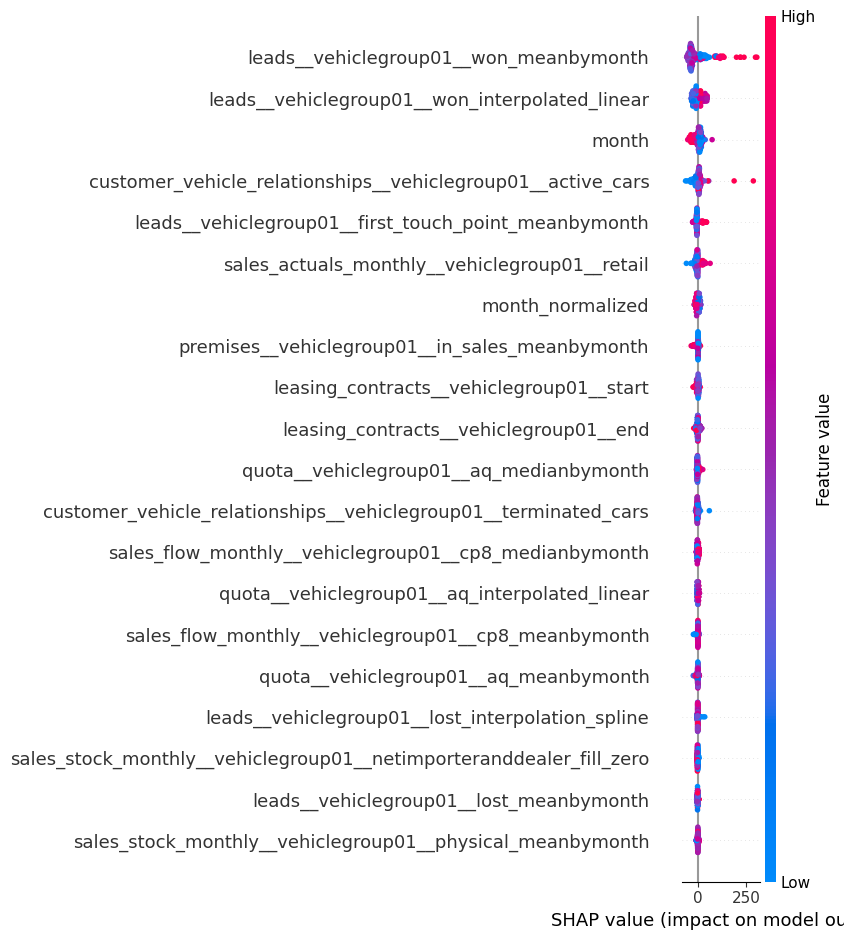 High
leads__vehiclegroup01__won_meanbymonth
leads__vehiclegroup01__won_interpolated_linear
month
customer_vehicle_relationships__vehiclegroup01__active_cars
leads__vehiclegroup01__first_touch_point_meanbymonth
sales_actuals_monthly__vehiclegroup01__retail
month_normalized
premises__vehiclegroup01__in_sales_meanbymonth
leasing_contracts__vehiclegroup01__start
leasing_contracts__vehiclegroup01__end
quota__vehiclegroup01__aq_medianbymonth
customer_vehicle_relationships__vehiclegroup01__terminated_cars
sales_flow_monthly__vehiclegroup01__cp8_medianbymonth
quota__vehiclegroup01__aq_interpolated_linear
sales_flow_monthly__vehiclegroup01__cp8_meanbymonth
quota__vehiclegroup01__aq_meanbymonth
leads__vehiclegroup01__lost_interpolation_spline
sales_stock_monthly__vehiclegroup01__netimporteranddealer_fill_zero
leads__vehiclegroup01__lost_meanbymonth
sales_stock_monthly__vehiclegroup01__physical_meanbymonth
Feature value
Low
0 250
SHAP value (impact on model ou